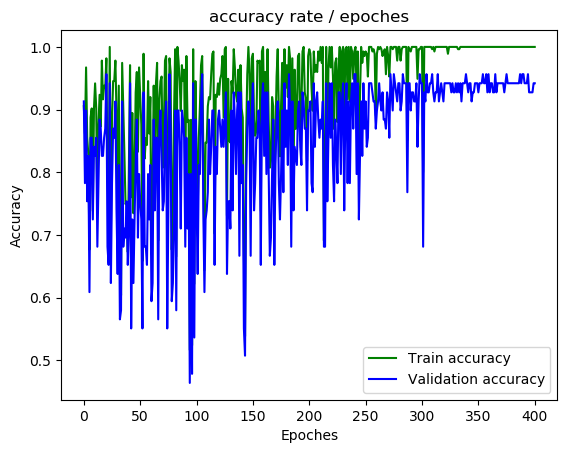 accuracy rate / epoches
1.0
0.9
0.8
0.7
0.6
0.5
Accuracy
Train accuracy
Validation accuracy
0 50 100 150 200 250 300 350 400
Epoches